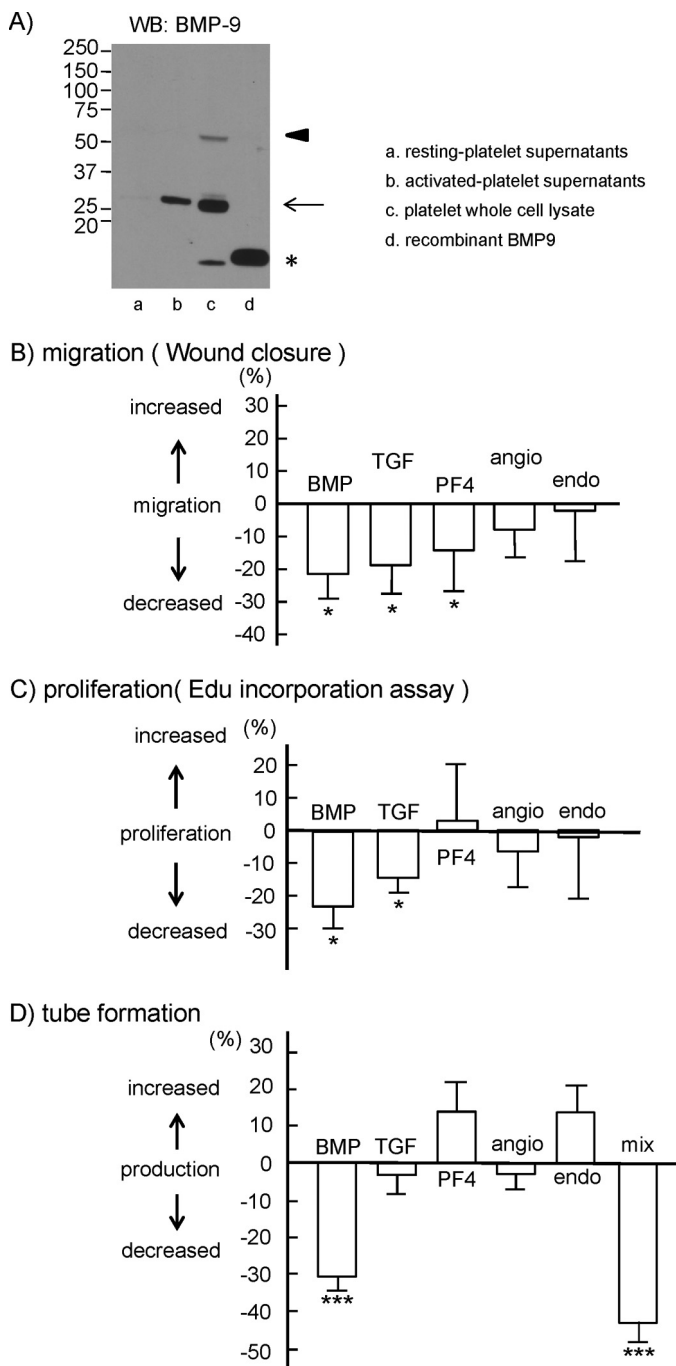 A)
WB: BMP-9
250
150
100
75
50
37
25
20
*
a b c d
a. resting-platelet supernatants
b. activated-platelet supernatants
c. platelet whole cell lysate
d. recombinant BMP9
B) migration ( Wound closure )
(%)
increased
migration
decreased
30
20
10
0
-10
-20
-30
-40
BMP TGF PF4 angio endo
* * *
C) proliferation( Edu incorporation assay )
(%)
increased
proliferation
decreased
20
10
0
-10
-20
-30
BMP TGF PF4 angio endo
* *
D) tube formation
(%)
increased
production
decreased
30
20
10
0
-10
-20
-30
-40
-50
BMP TGF PF4 angio endo mix
*** ***